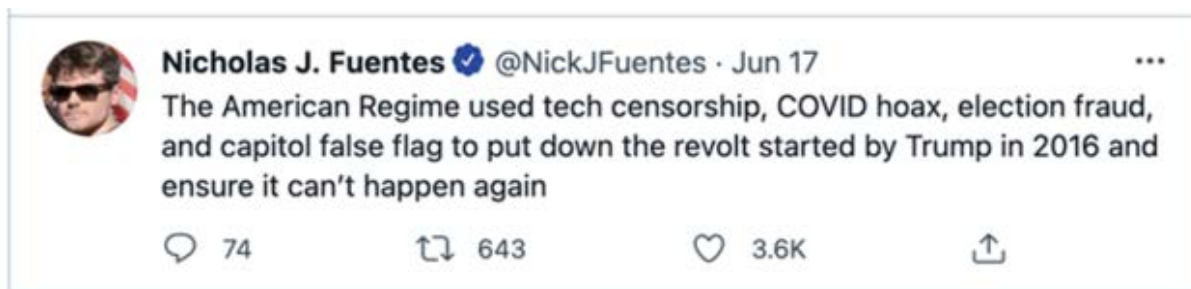 Nicholas J. Fuentes @NickJFuentes · Jun 17
The American Regime used tech censorship, COVID hoax, election fraud,
and capitol false flag to put down the revolt started by Trump in 2016 and
ensure it can’t happen again
74 643 3.6K